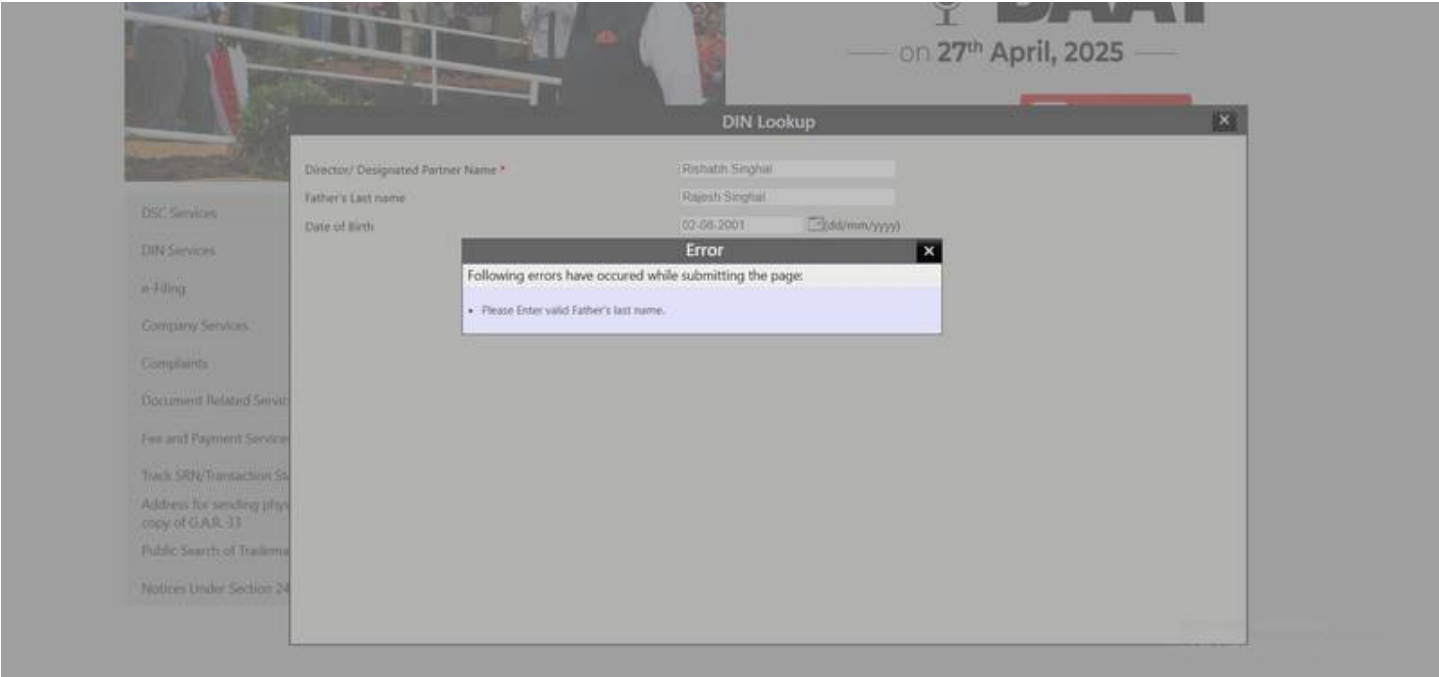 BAAT
on 27th April, 2025
DIN Lookup
Director/ Designated Partner Name *
Rishabh Singhal
Father's Last name
Rajesh Singhal
Date of Birth
02-08-2001
(dd/mm/yyyy)
Error
Following errors have occured while submitting the page:
• Please Enter valid Father's last name.
DSC Services
DIN Services
e-Filing
Company Services
Complaints
Document Related Servic
Fee and Payment Service
Track SRN/Transaction Sta
Address for sending phys
copy of G.A.R.-33
Public Search of Tradema
Notices Under Section 24